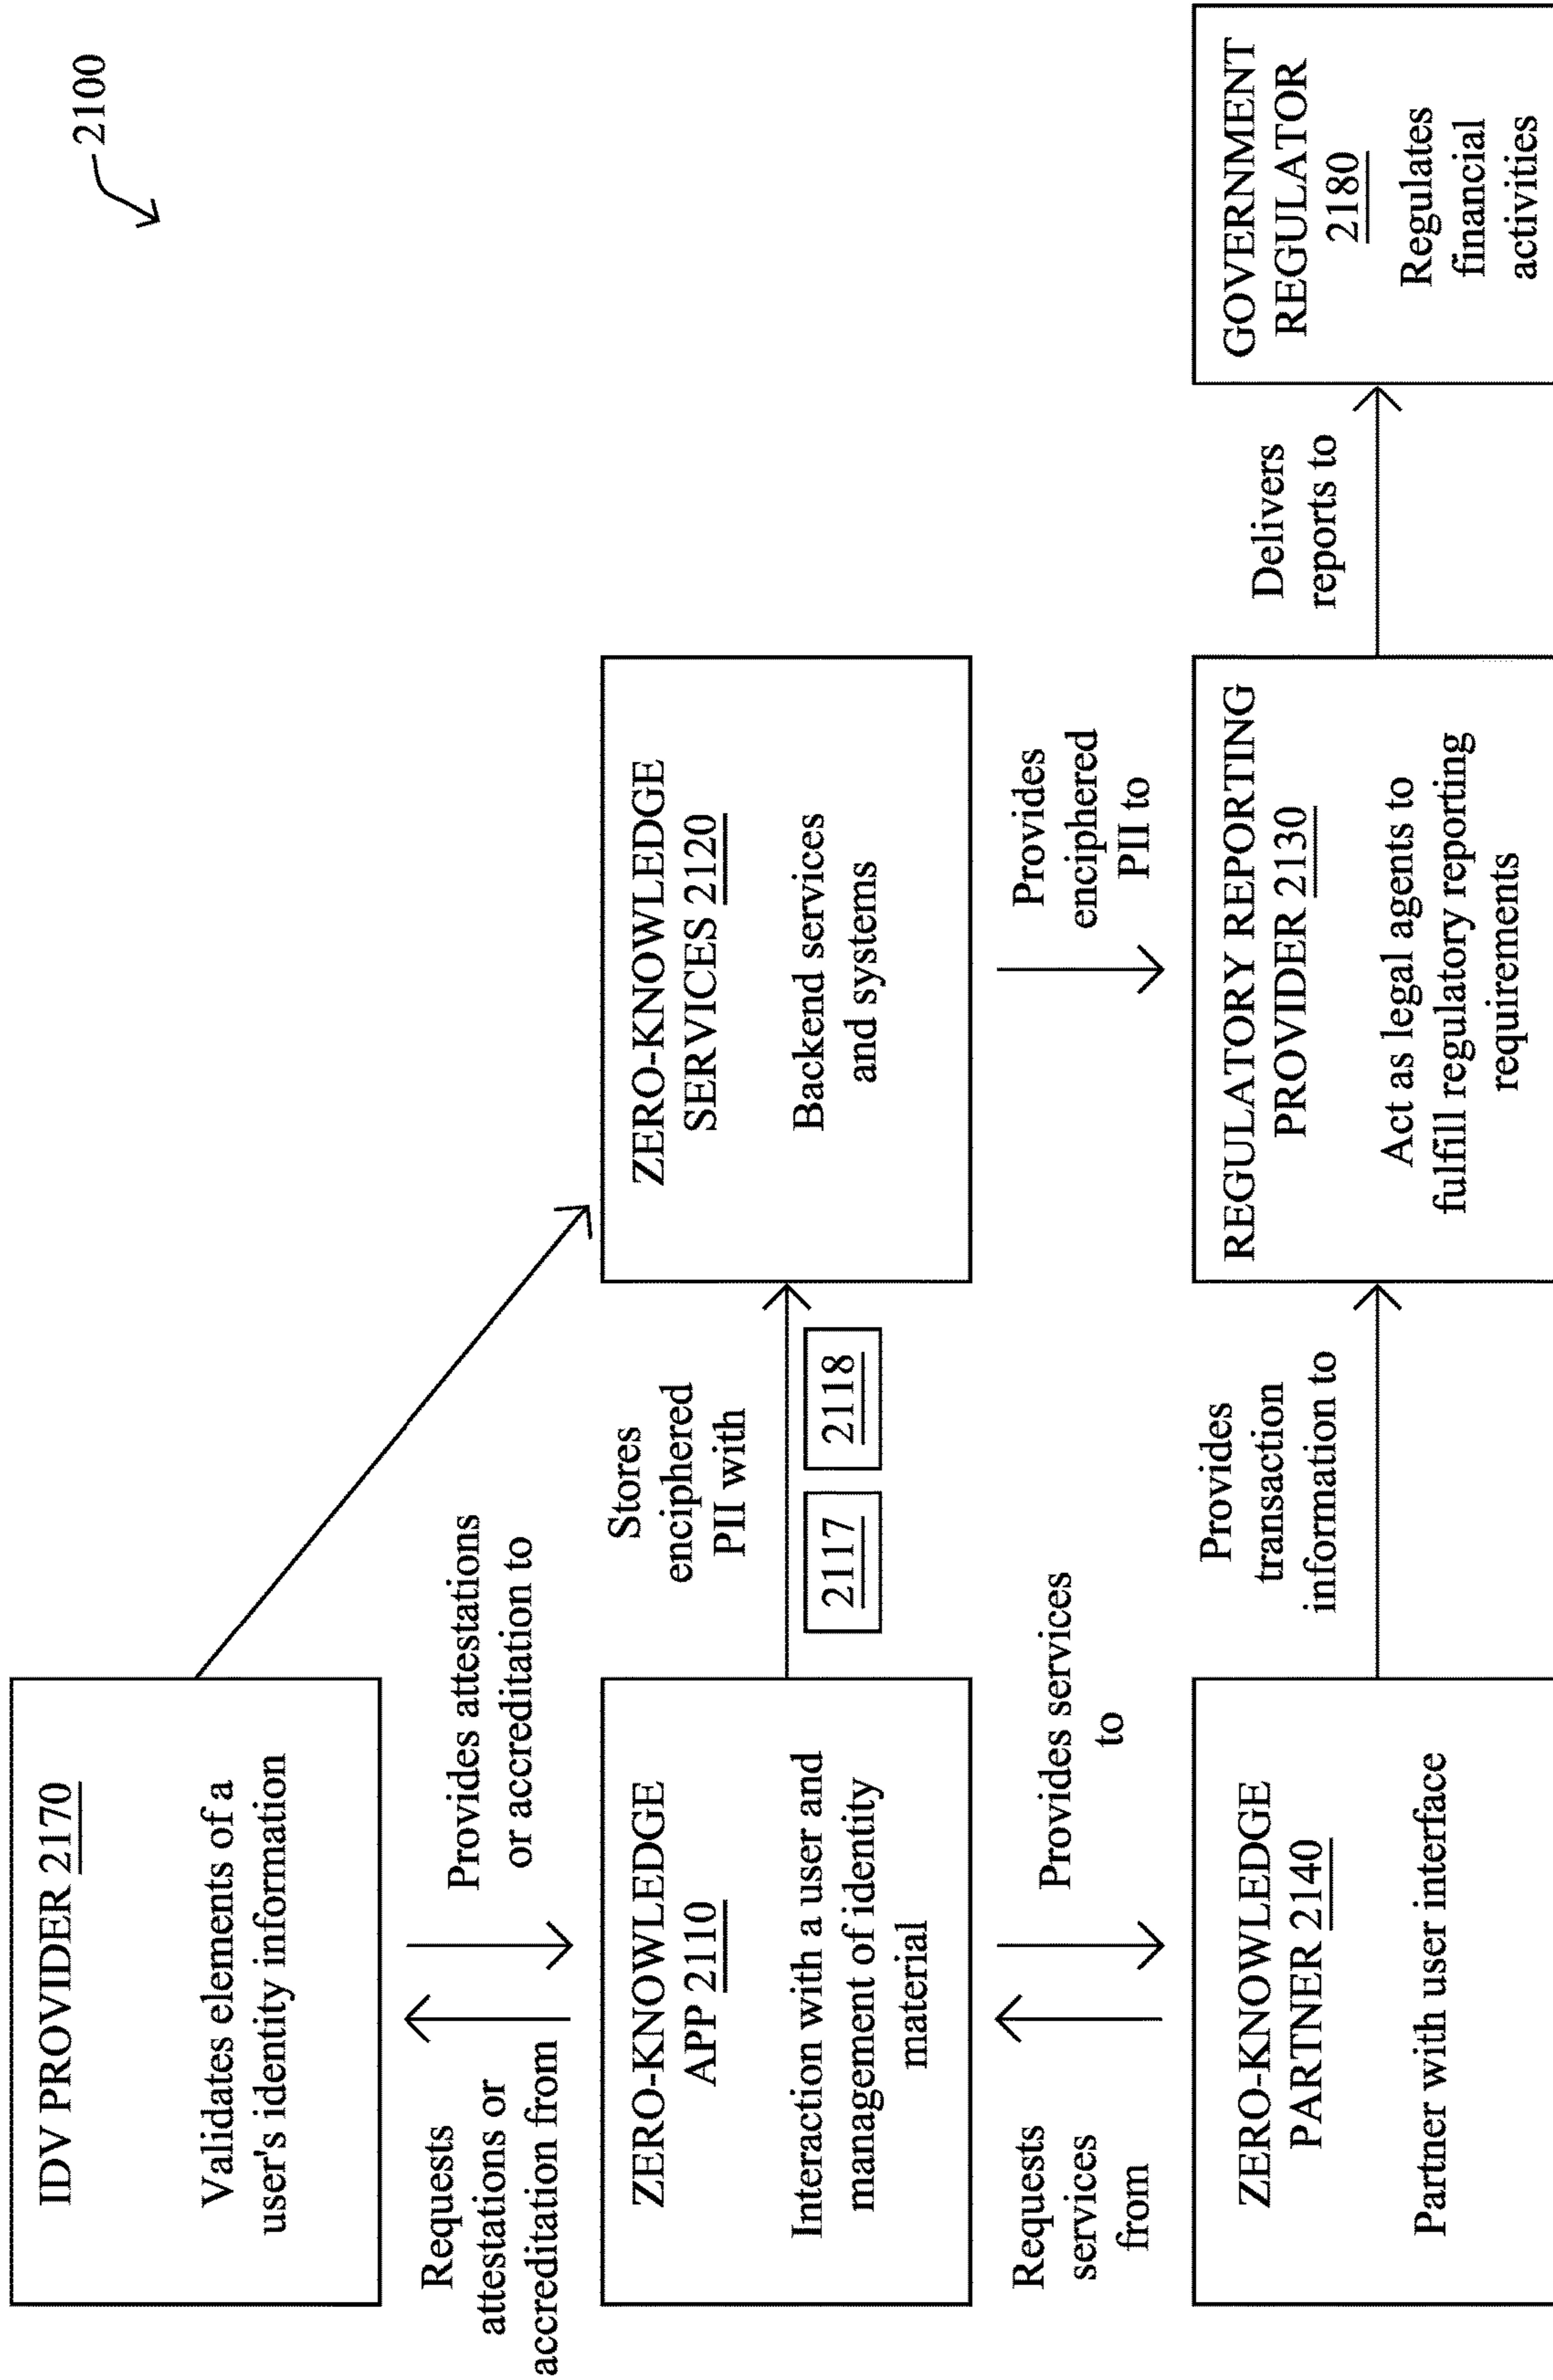 2100
IDV PROVIDER 2170
Validates elements of a
user's identity information
Requests
attestations or
accreditation from
Provides attestations
or accreditation to
ZERO-KNOWLEDGE
APP 2110
Interaction with a user and
management of identity
material
Stores
enciphered
PII with
2117
2118
ZERO-KNOWLEDGE
SERVICES 2120
Backend services
and systems
Requests
services
from
Provides services
to
Provides
enciphered
PII to
ZERO-KNOWLEDGE
PARTNER 2140
Partner with user interface
Provides
transaction
information to
REGULATORY REPORTING
PROVIDER 2130
Act as legal agents to
fulfill regulatory reporting
requirements
Delivers
reports to
GOVERNMENT
REGULATOR
2180
Regulates
financial
activities